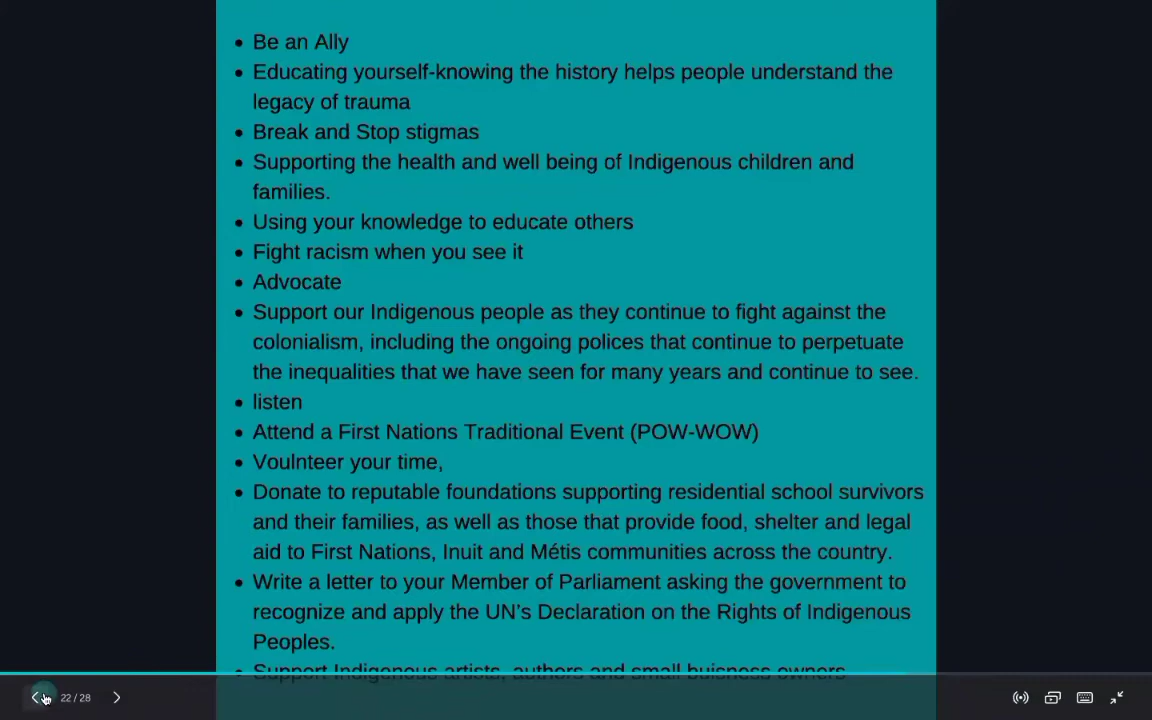 • Be an Ally
• Educating yourself-knowing the history helps people understand the
legacy of trauma
• Break and Stop stigmas
• Supporting the health and well being of Indigenous children and
families.
• Using your knowledge to educate others
• Fight racism when you see it
• Advocate
• Support our Indigenous people as they continue to fight against the
colonialism, including the ongoing polices that continue to perpetuate
the inequalities that we have seen for many years and continue to see.
• listen
• Attend a First Nations Traditional Event (POW-WOW)
• Voulnteer your time,
• Donate to reputable foundations supporting residential school survivors
and their families, as well as those that provide food, shelter and legal
aid to First Nations, Inuit and Métis communities across the country.
• Write a letter to your Member of Parliament asking the government to
recognize and apply the UN’s Declaration on the Rights of Indigenous
Peoples.
• Support Indigenous artists, authors and small buisness owners
22 / 28